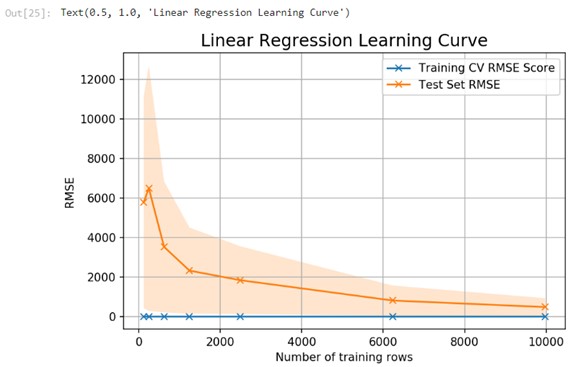 Out[25]: Text(0.5, 1.0, 'Linear Regression Learning Curve')
Linear Regression Learning Curve
Training CV RMSE Score
Test Set RMSE
12000
10000
8000
6000
4000
2000
0
RMSE
0 2000 4000 6000 8000 10000
Number of training rows